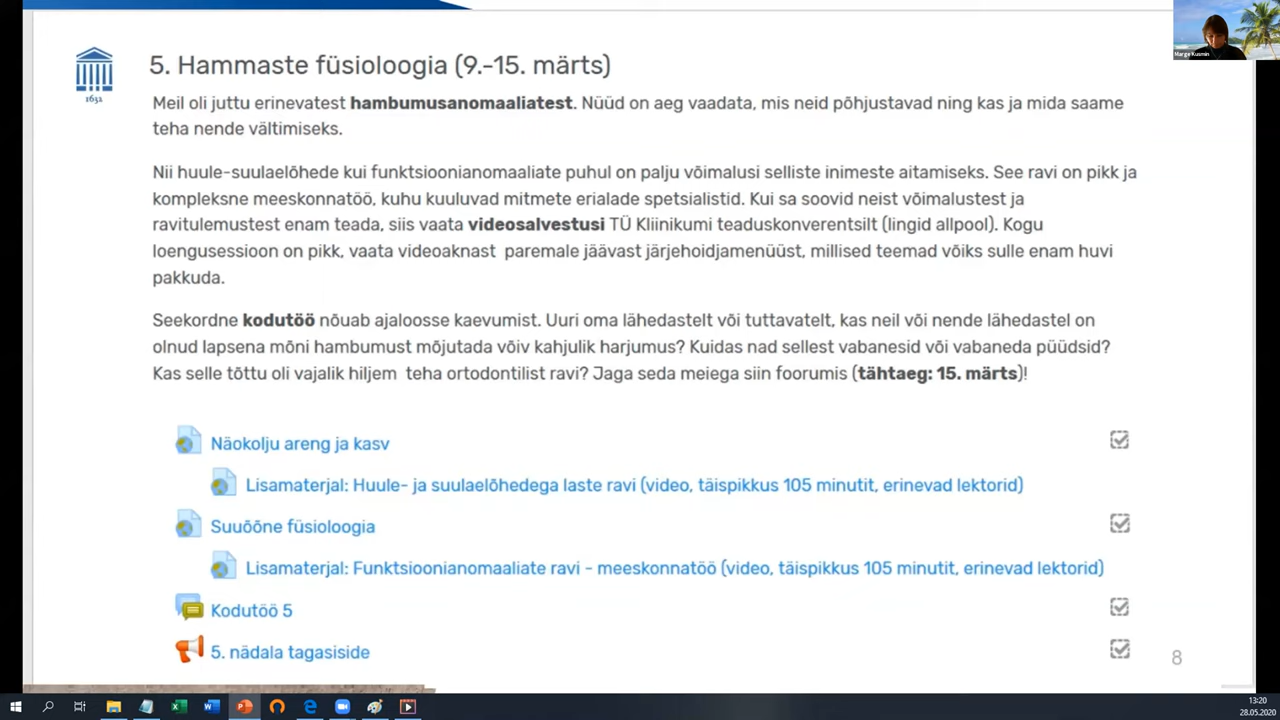 Marge Kusmin
1632
5. Hammaste füsioloogia (9.-15. märts)
Meil oli juttu erinevatest hambumusanomaaliatest. Nüüd on aeg vaadata, mis neid põhjustavad ning kas ja mida saame
teha nende vältimiseks.
Nii huule-suulaelõhede kui funktsioonianomaaliate puhul on palju võimalusi selliste inimeste aitamiseks. See ravi on pikk ja
kompleksne meeskonnatöö, kuhu kuuluvad mitmete erialade spetsialistid. Kui sa soovid neist võimalustest ja
ravitulemustest enam teada, siis vaata videosalvestusi TÜ Kliinikumi teaduskonverentsilt (lingid allpool). Kogu
loengusessioon on pikk, vaata videoaknast paremale jäävast järjehoidjamenüüst, millised teemad võiks sulle enam huvi
pakkuda.
Seekordne kodutöö nõuab ajaloosse kaevumist. Uuri oma lähedastelt või tuttavatelt, kas neil või nende lähedastel on
olnud lapsena mõni hambumust mõjutada võiv kahjulik harjumus? Kuidas nad sellest vabanesid või vabaneda püüdsid?
Kas selle tõttu oli vajalik hiljem teha ortodontilist ravi? Jaga seda meiega siin foorumis (tähtaeg: 15. märts)!
Näokolju areng ja kasv
Lisamaterjal: Huule- ja suulaelõhedega laste ravi (video, täispikkus 105 minutit, erinevad lektorid)
Suuõõne füsioloogia
Lisamaterjal: Funktsioonianomaaliate ravi - meeskonnatöö (video, täispikkus 105 minutit, erinevad lektorid)
Kodutöö 5
5. nädala tagasiside
8
13:20
28.05.2020